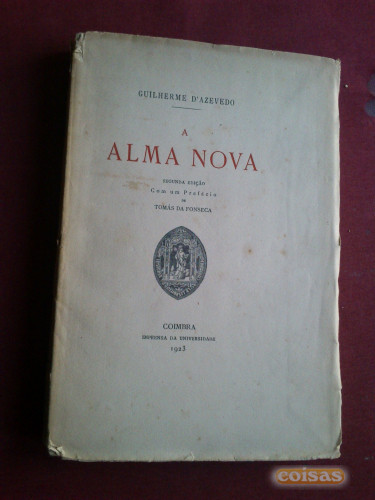 GUILHERME D'AZEVEDO
A
ALMA NOVA
SEGUNDA EDIÇÃO
Com um Prefácio
DE
TOMÁS DA FONSECA
COIMBRA
IMPRENSA DA UNIVERSIDADE
1923
coisas